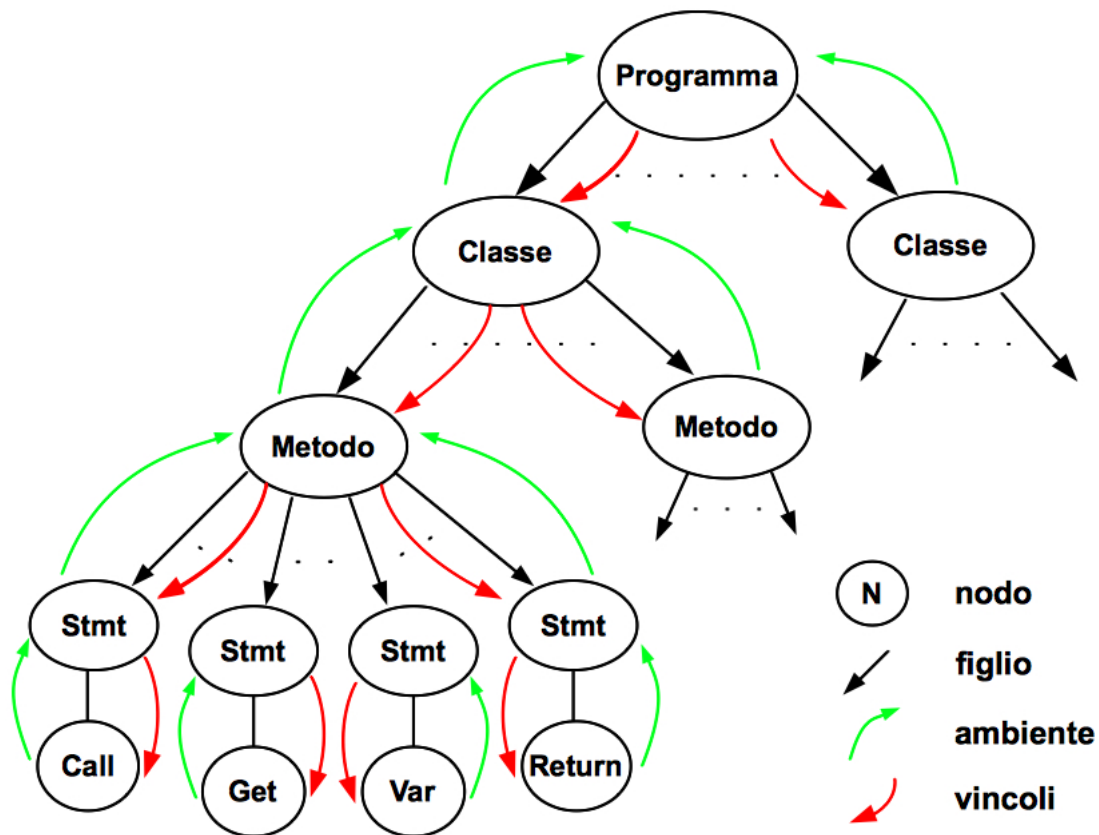 Programma
Classe
Classe
Metodo
Metodo
Stmt
Stmt
Stmt
Stmt
Call
Get
Var
Return
N
nodo
figlio
ambiente
vincoli